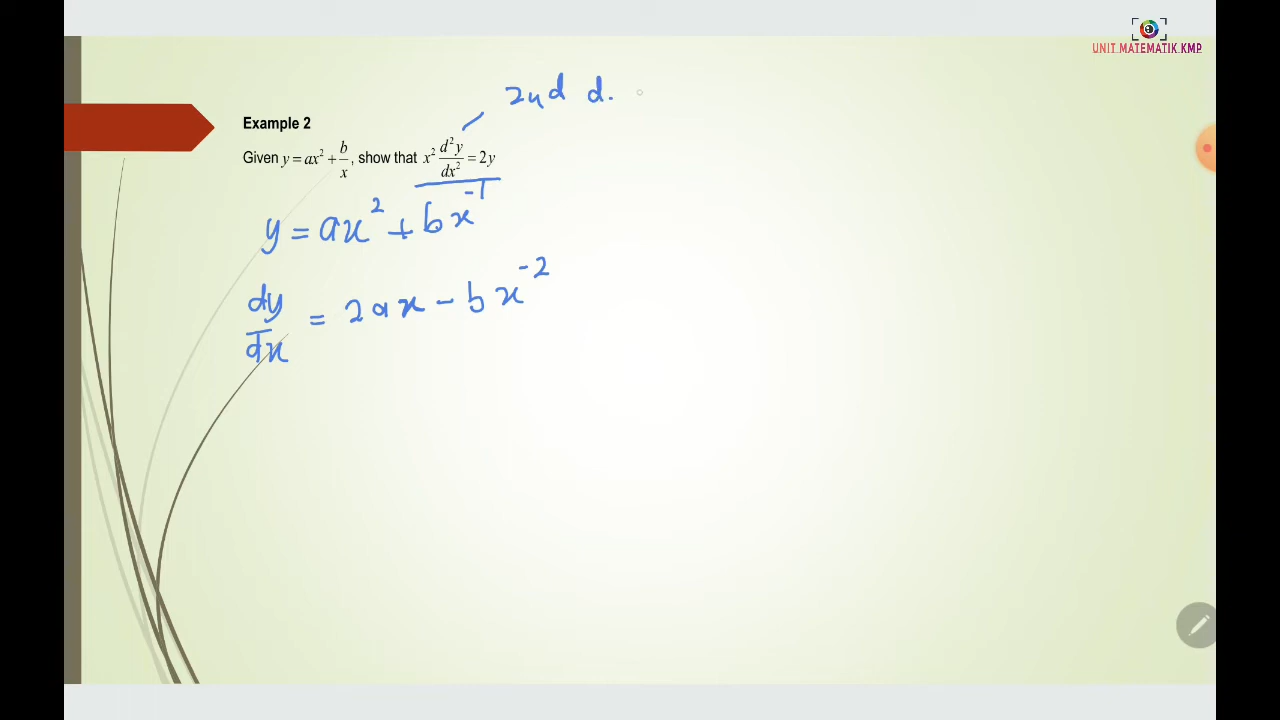 UNIT MATEMATIK.KMP
2nd d.
Example 2
Given y = ax² + b/x, show that x² d²y/dx² = 2y
y = ax² + bx⁻¹
dy/dx = 2ax - bx⁻²